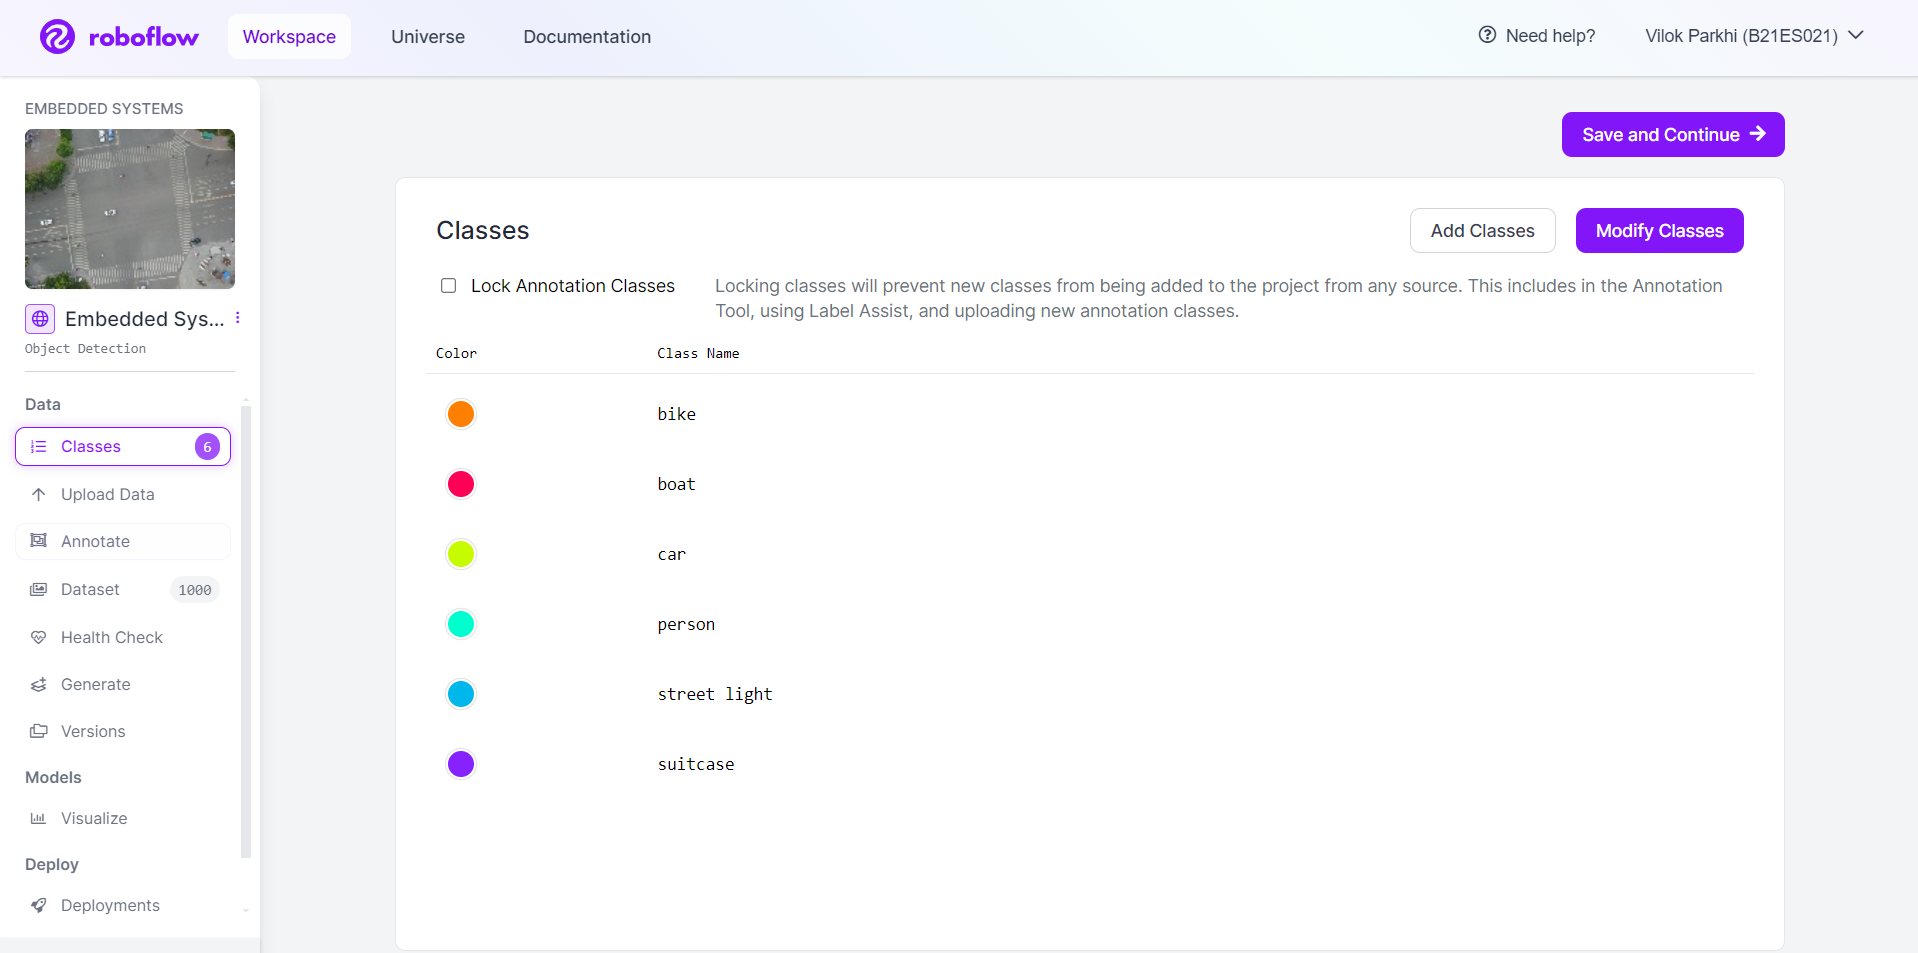 roboflow
Workspace
Universe
Documentation
Need help?
Vilok Parkhi (B21ES021)
EMBEDDED SYSTEMS
Embedded Sys...
Object Detection
Data
Classes 6
Upload Data
Annotate
Dataset 1000
Health Check
Generate
Versions
Models
Visualize
Deploy
Deployments
Save and Continue
Classes
Add Classes
Modify Classes
Lock Annotation Classes
Locking classes will prevent new classes from being added to the project from any source. This includes in the Annotation
Tool, using Label Assist, and uploading new annotation classes.
Color Class Name
bike
boat
car
person
street light
suitcase